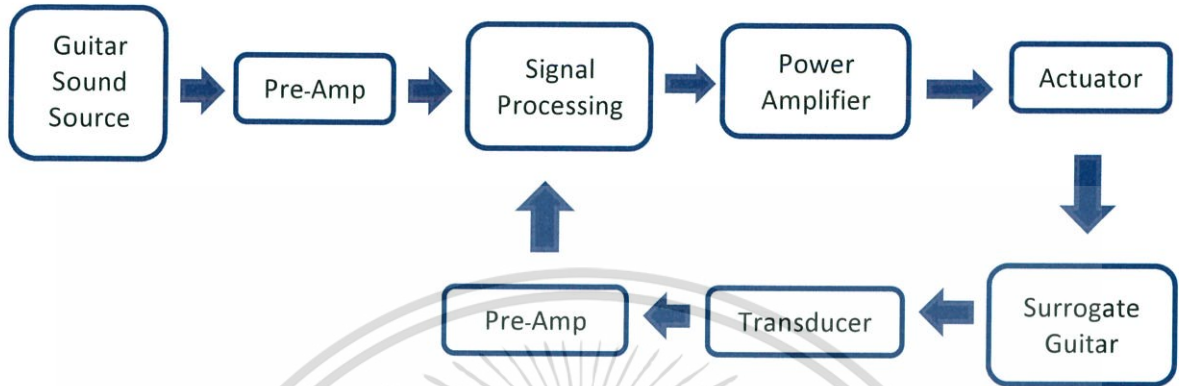 Guitar
Sound
Source
Pre-Amp
Signal
Processing
Power
Amplifier
Actuator
Pre-Amp
Transducer
Surrogate
Guitar